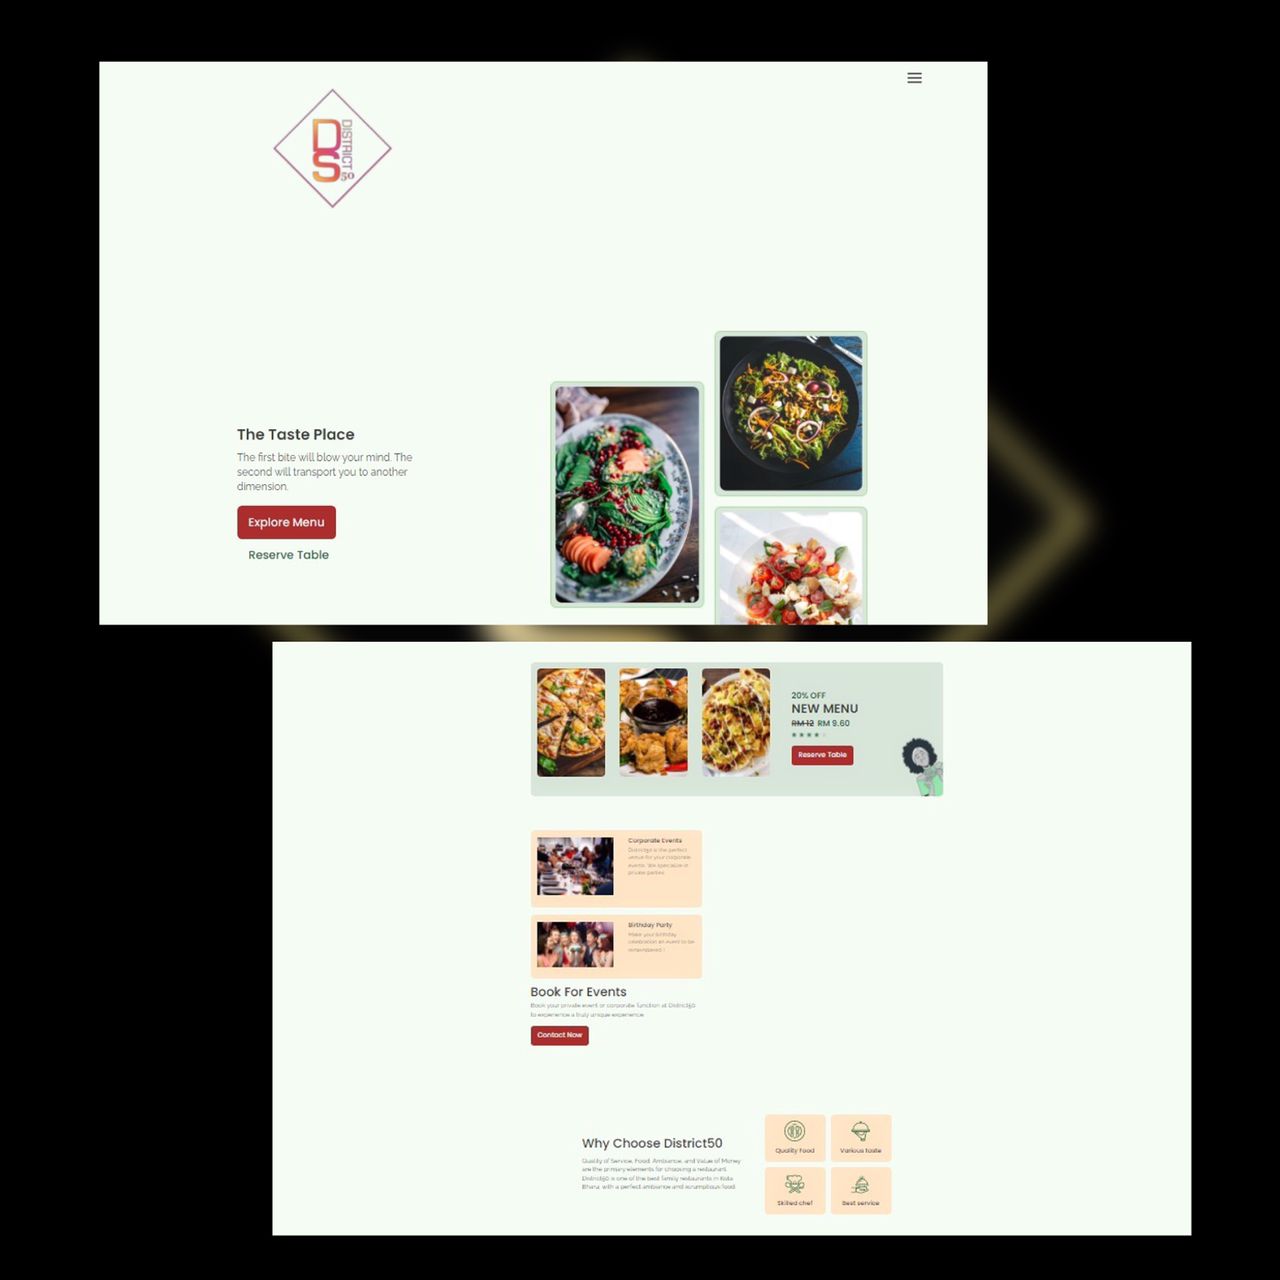 DS
DISTRICT
50
The Taste Place
The first bite will blow your mind. The
second will transport you to another
dimension.
Explore Menu
Reserve Table
20% OFF
NEW MENU
RM 12 RM 9.60
Reserve Table
Corporate Events
District50 is the perfect
venue for your corporate
events. We specialize in
private parties.
Birthday Party
Make your birthday
celebration an event to be
remembered !
Book For Events
Book your private event or corporate function at District50
to experience a truly unique experience.
Contact Now
Why Choose District50
Quality of Service, Food, Ambiance, and Value of Money
are the primary elements for choosing a restaurant.
District50 is one of the best family restaurants in Kota
Bharu, with a perfect ambiance and scrumptious food.
Quality Food
Various taste
Skilled chef
Best service